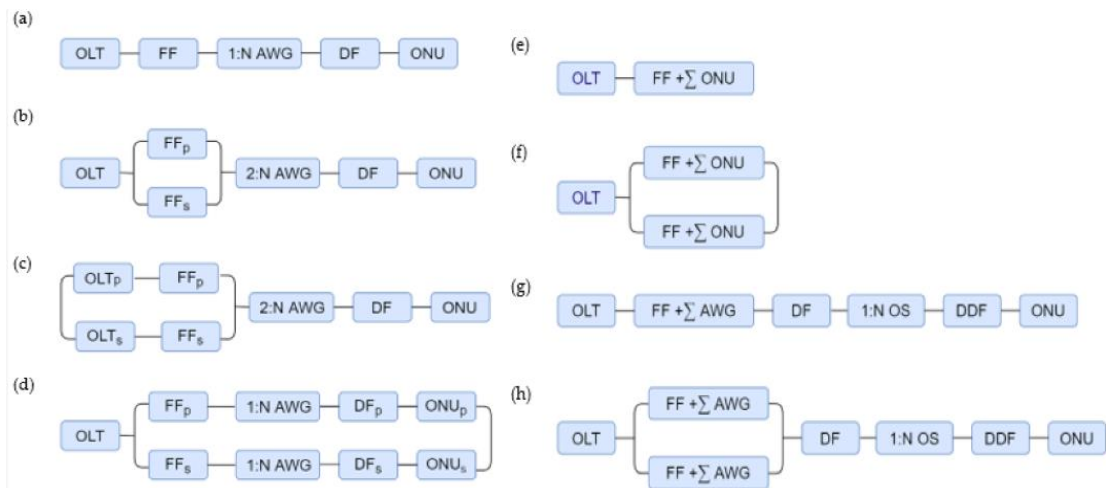 (a)
OLT FF 1:N AWG DF ONU
(b)
FFp
OLT 2:N AWG DF ONU
FFs
(c)
OLTp FFp
2:N AWG DF ONU
OLTs FFs
(d)
FFp 1:N AWG DFp ONUp
OLT
FFs 1:N AWG DFs ONUs
(e)
OLT FF +∑ ONU
(f)
FF +∑ ONU
OLT
FF +∑ ONU
(g)
OLT FF +∑ AWG DF 1:N OS DDF ONU
(h)
FF +∑ AWG
OLT DF 1:N OS DDF ONU
FF +∑ AWG